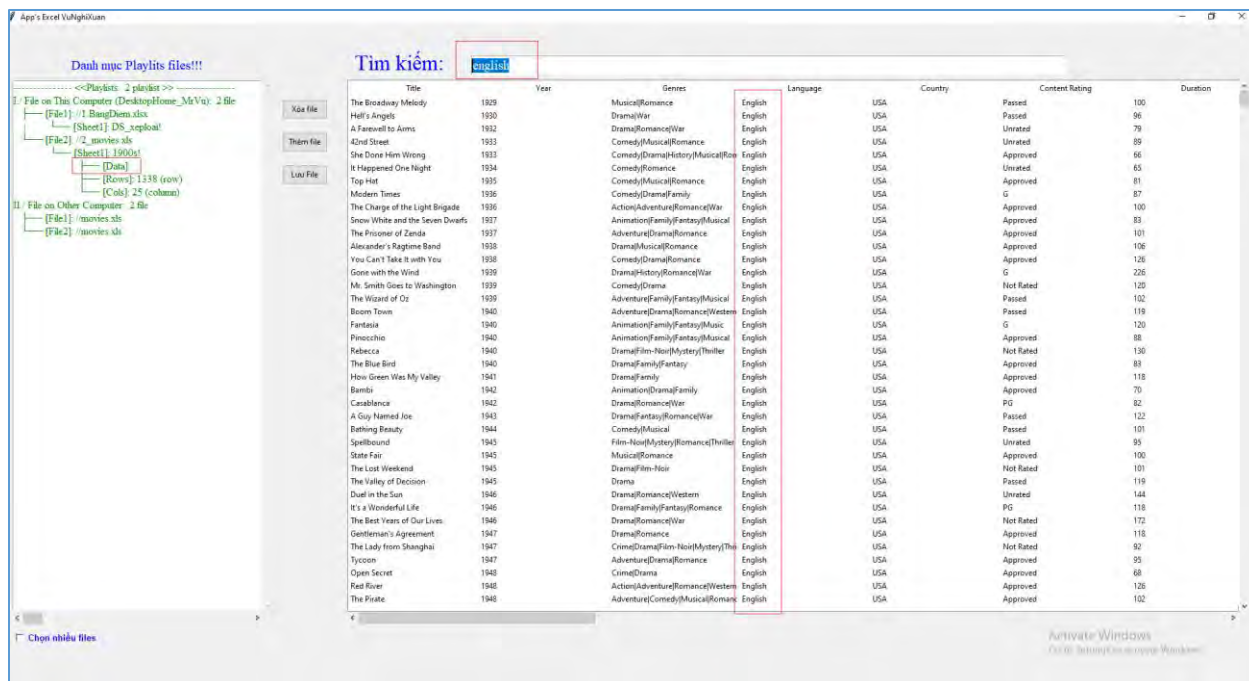 App's Excel VuNghiXuan
Danh mục Playlits files!!!
Tìm kiếm: english
<<Playlists: 2 playlist >>
I./ File on This Computer (DesktopHome_MrVu): 2 file
[File1]: //1.BangDiem.xlsx
[Sheet1]: DS_xeploai!
[File2]: //2_movies.xls
[Sheet1]: 1900s!
[Data]
[Rows]: 1338 (row)
[Cols]: 25 (column)
II./ File on Other Computer: 2 file
[File1]: //movies.xls
[File2]: //movies.xls
Xóa file
Thêm file
Lưu File
Chọn nhiều files
Title Year Genres Language Country Content Rating Duration
The Broadway Melody 1929 Musical|Romance English USA Passed 100
Hell's Angels 1930 Drama|War English USA Passed 96
A Farewell to Arms 1932 Drama|Romance|War English USA Unrated 79
42nd Street 1933 Comedy|Musical|Romance English USA Unrated 89
She Done Him Wrong 1933 Comedy|Drama|History|Musical|Rom English USA Approved 66
It Happened One Night 1934 Comedy|Romance English USA Unrated 65
Top Hat 1935 Comedy|Musical|Romance English USA Approved 81
Modern Times 1936 Comedy|Drama|Family English USA G 87
The Charge of the Light Brigade 1936 Action|Adventure|Romance|War English USA Approved 100
Snow White and the Seven Dwarfs 1937 Animation|Family|Fantasy|Musical English USA Approved 83
The Prisoner of Zenda 1937 Adventure|Drama|Romance English USA Approved 101
Alexander's Ragtime Band 1938 Drama|Musical|Romance English USA Approved 106
You Can't Take It with You 1938 Comedy|Drama|Romance English USA Approved 126
Gone with the Wind 1939 Drama|History|Romance|War English USA G 226
Mr. Smith Goes to Washington 1939 Comedy|Drama English USA Not Rated 120
The Wizard of Oz 1939 Adventure|Family|Fantasy|Musical English USA Passed 102
Boom Town 1940 Adventure|Drama|Romance|Western English USA Passed 119
Fantasia 1940 Animation|Family|Fantasy|Music English USA G 120
Pinocchio 1940 Animation|Family|Fantasy|Musical English USA Approved 88
Rebecca 1940 Drama|Film-Noir|Mystery|Thriller English USA Not Rated 130
The Blue Bird 1940 Drama|Family|Fantasy English USA Approved 83
How Green Was My Valley 1941 Drama|Family English USA Approved 118
Bambi 1942 Animation|Drama|Family English USA Approved 70
Casablanca 1942 Drama|Romance|War English USA PG 82
A Guy Named Joe 1943 Drama|Fantasy|Romance|War English USA Passed 122
Bathing Beauty 1944 Comedy|Musical English USA Passed 101
Spellbound 1945 Film-Noir|Mystery|Romance|Thriller English USA Unrated 95
State Fair 1945 Musical|Romance English USA Approved 100
The Lost Weekend 1945 Drama|Film-Noir English USA Not Rated 101
The Valley of Decision 1945 Drama English USA Passed 119
Duel in the Sun 1946 Drama|Romance|Western English USA Unrated 144
It's a Wonderful Life 1946 Drama|Family|Fantasy|Romance English USA PG 118
The Best Years of Our Lives 1946 Drama|Romance|War English USA Not Rated 172
Gentleman's Agreement 1947 Drama|Romance English USA Approved 118
The Lady from Shanghai 1947 Crime|Drama|Film-Noir|Mystery|Thri English USA Not Rated 92
Tycoon 1947 Adventure|Drama|Romance English USA Approved 95
Open Secret 1948 Crime|Drama English USA Approved 68
Red River 1948 Action|Adventure|Romance|Western English USA Approved 126
The Pirate 1948 Adventure|Comedy|Musical|Romanc English USA Approved 102
Activate Windows